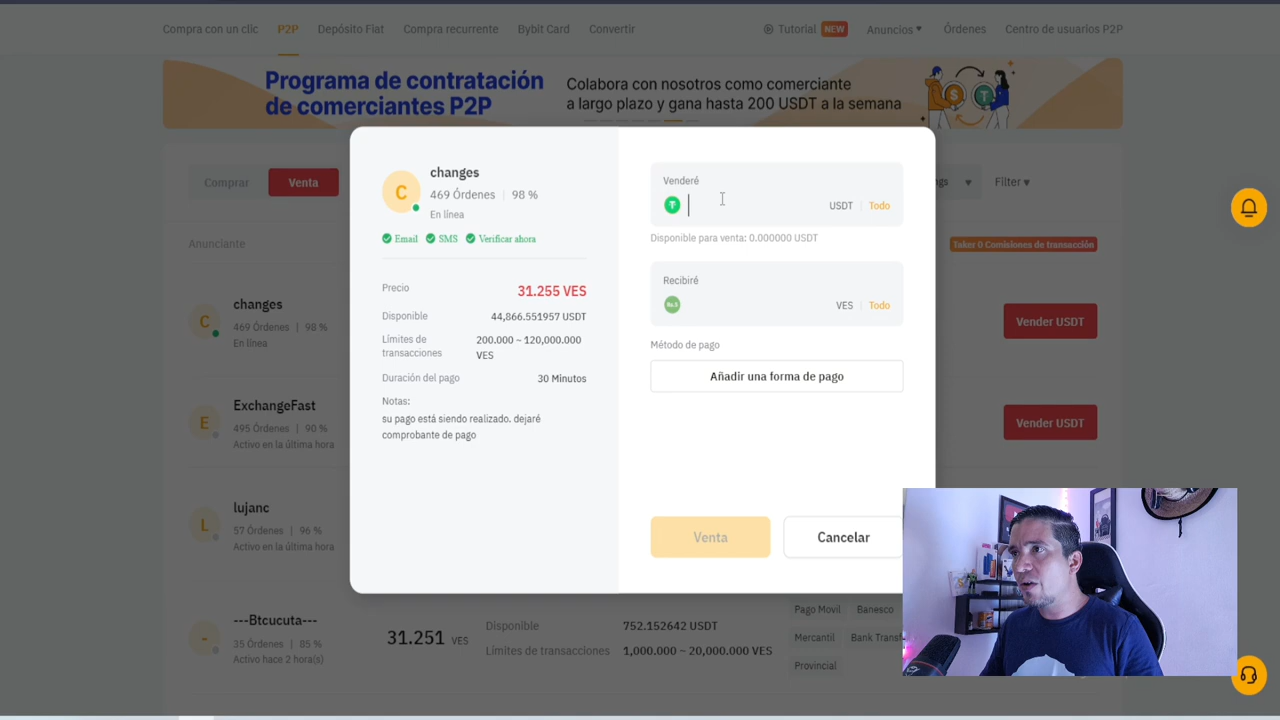 Compra con un clic P2P Depósito Fiat Compra recurrente Bybit Card Convertir Tutorial NEW Anuncios Órdenes Centro de usuarios P2P
Programa de contratación
de comerciantes P2P
Colabora con nosotros como comerciante
a largo plazo y gana hasta 200 USDT a la semana
Comprar Venta
Filter
Anunciante
Taker 0 Comisiones de transacción
C
changes
469 Órdenes | 98 %
En línea
Vender USDT
E
ExchangeFast
495 Órdenes | 90 %
Activo en la última hora
Vender USDT
L
lujanc
57 Órdenes | 96 %
Activo en la última hora
-
---Btcucuta---
35 Órdenes | 85 %
Activo hace 2 hora(s)
31.251 VES
Disponible 752.152642 USDT
Límites de transacciones 1,000.000 ~ 20,000.000 VES
Pago Movil Banesco
Mercantil Bank Transf
Provincial
C
changes
469 Órdenes | 98 %
En línea
Email SMS Verificar ahora
Precio 31.255 VES
Disponible 44,866.551957 USDT
Límites de
transacciones
200.000 ~ 120,000.000
VES
Duración del pago 30 Minutos
Notas:
su pago está siendo realizado. dejaré
comprobante de pago
Venderé
USDT | Todo
Disponible para venta: 0.000000 USDT
Recibiré
Bs.S VES | Todo
Método de pago
Añadir una forma de pago
Venta Cancelar